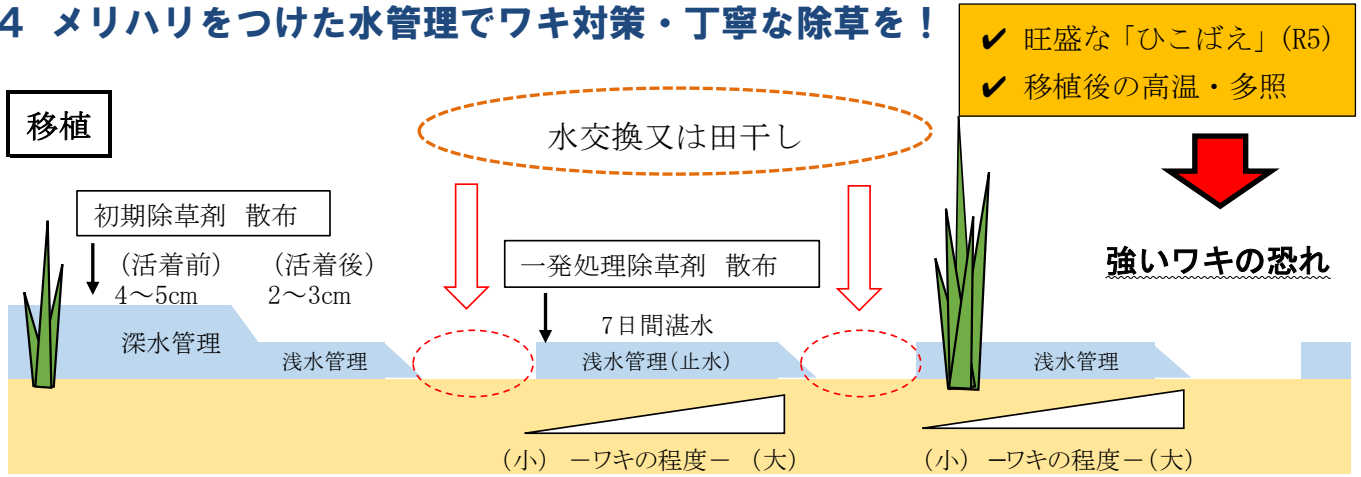 4 メリハリをつけた水管理でワキ対策・丁寧な除草を！
✔ 旺盛な「ひこばえ」(R5)
✔ 移植後の高温・多照
移植
水交換又は田干し
初期除草剤 散布
(活着前) (活着後)
4～5cm 2～3cm
一発処理除草剤 散布
強いワキの恐れ
7日間湛水
深水管理
浅水管理
浅水管理(止水)
浅水管理
(小) －ワキの程度－ (大)
(小) －ワキの程度－(大)